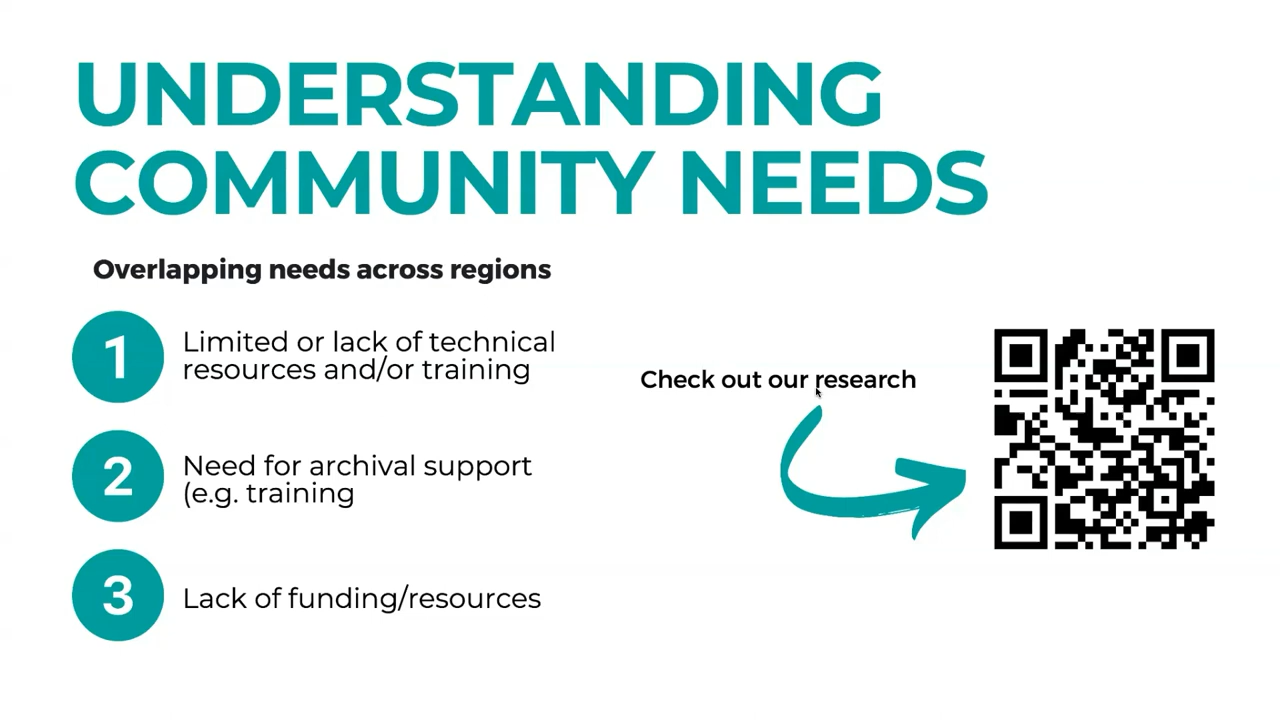 UNDERSTANDING
COMMUNITY NEEDS
Overlapping needs across regions
1
Limited or lack of technical
resources and/or training
2
Need for archival support
(e.g. training
3
Lack of funding/resources
Check out our research